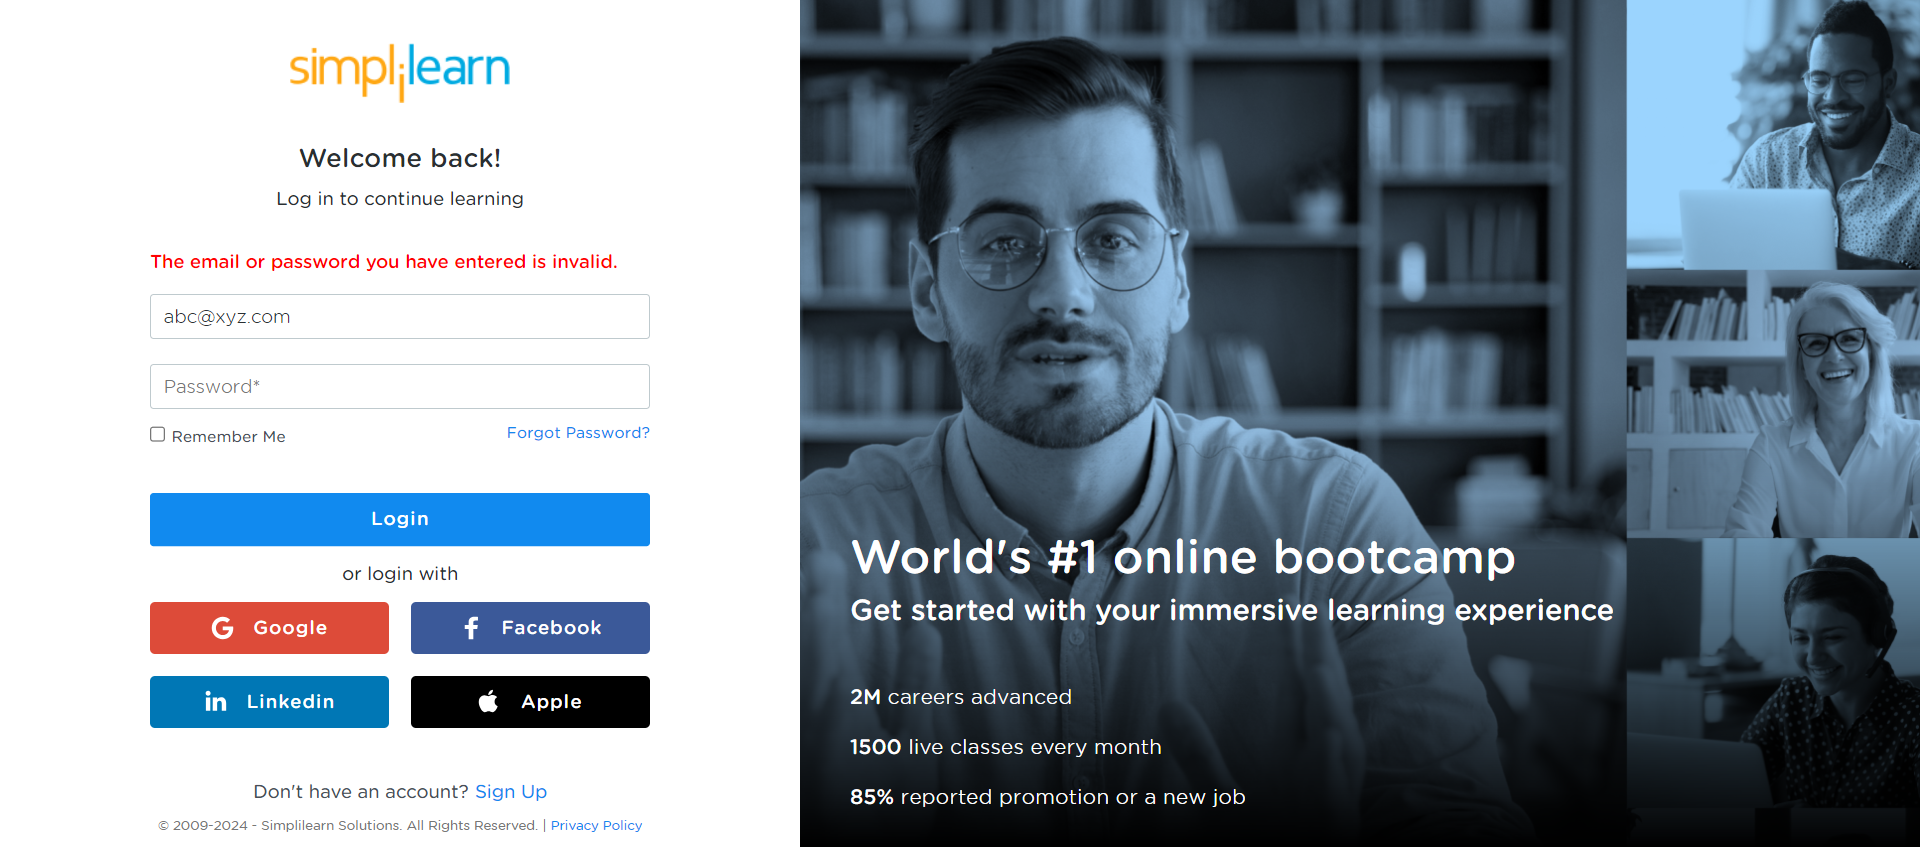 simplilearn
Welcome back!
Log in to continue learning
The email or password you have entered is invalid.
abc@xyz.com
Password*
Remember Me
Forgot Password?
Login
or login with
Google
Facebook
Linkedin
Apple
Don't have an account? Sign Up
© 2009-2024 - Simplilearn Solutions. All Rights Reserved. | Privacy Policy
World's #1 online bootcamp
Get started with your immersive learning experience
2M careers advanced
1500 live classes every month
85% reported promotion or a new job